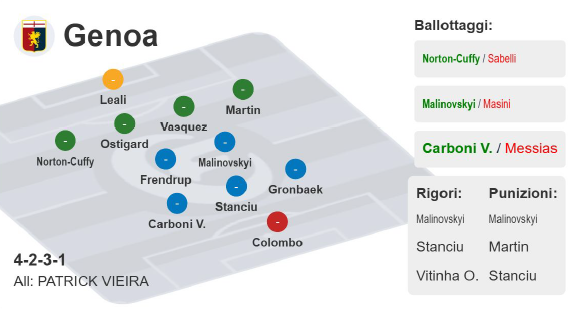 Genoa
Leali
Martin
Vasquez
Ostigard
Norton-Cuffy
Malinovskyi
Frendrup
Gronbaek
Stanciu
Carboni V.
Colombo
4-2-3-1
All: PATRICK VIEIRA
Ballottaggi:
Norton-Cuffy / Sabelli
Malinovskyi / Masini
Carboni V. / Messias
Rigori: Punizioni:
Malinovskyi Malinovskyi
Stanciu Martin
Vitinha O. Stanciu